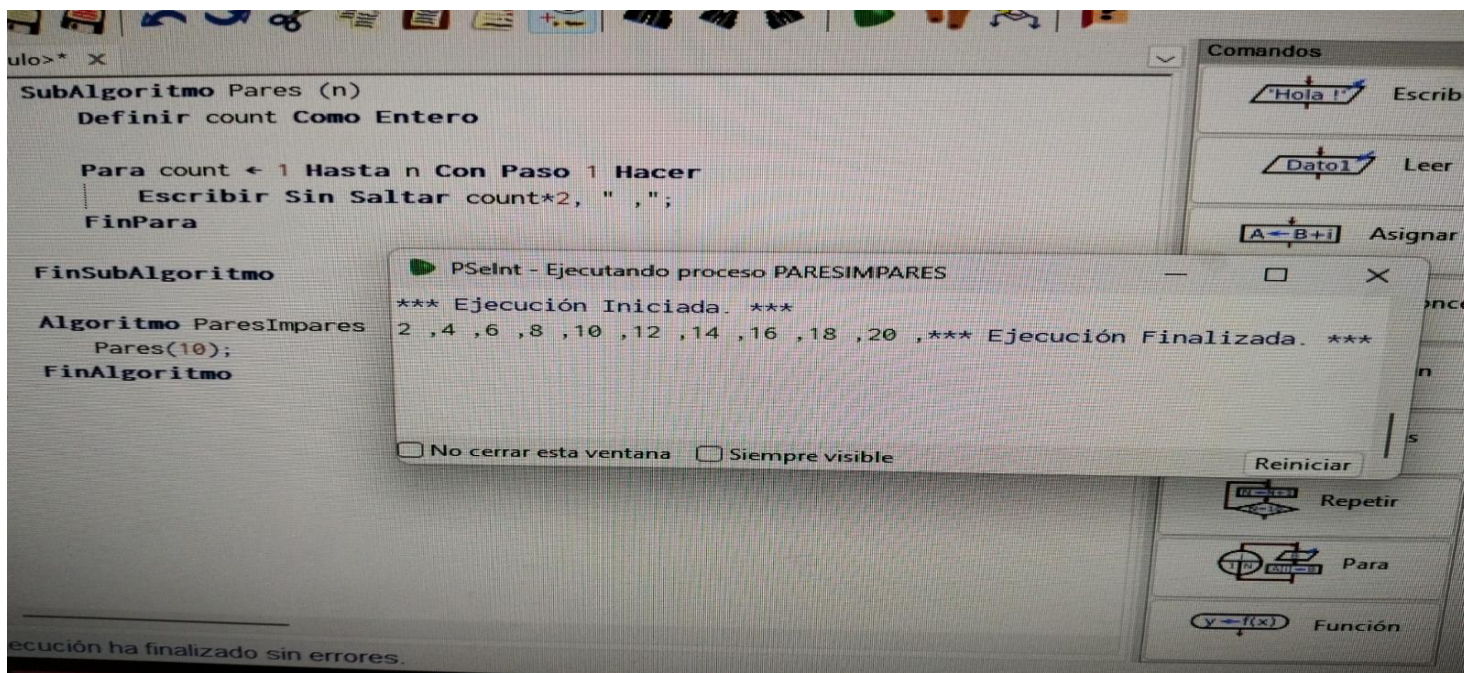 ulo>*
SubAlgoritmo Pares (n)
Definir count Como Entero
Para count ← 1 Hasta n Con Paso 1 Hacer
Escribir Sin Saltar count*2, " ,";
FinPara
FinSubAlgoritmo
Algoritmo ParesImpares
Pares(10);
FinAlgoritmo
PSeInt - Ejecutando proceso PARESIMPARES
*** Ejecución Iniciada. ***
2 ,4 ,6 ,8 ,10 ,12 ,14 ,16 ,18 ,20 ,*** Ejecución Finalizada. ***
No cerrar esta ventana
Siempre visible
Reiniciar
Comandos
"Hola !" Escrib
Dato1 Leer
A←B+i Asignar
n
s
Repetir
Para
y←f(x) Función
ecución ha finalizado sin errores.